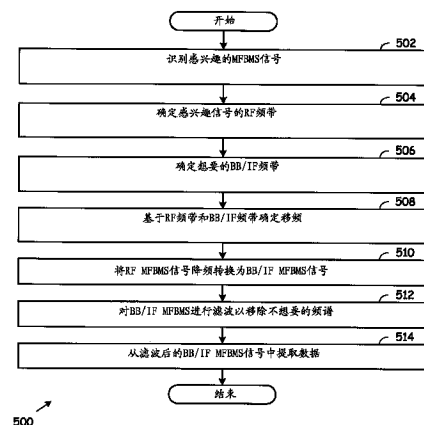 开始
502
识别感兴趣的MFBMS信号
504
确定感兴趣信号的RF频带
506
确定想要的BB/IF频带
508
基于RF频带和BB/IF频带确定移频
510
将RF MFBMS信号降频转换为BB/IF MFBMS信号
512
对BB/IF MFBMS进行滤波以移除不想要的频谱
514
从滤波后的BB/IF MFBMS信号中提取数据
结束
500